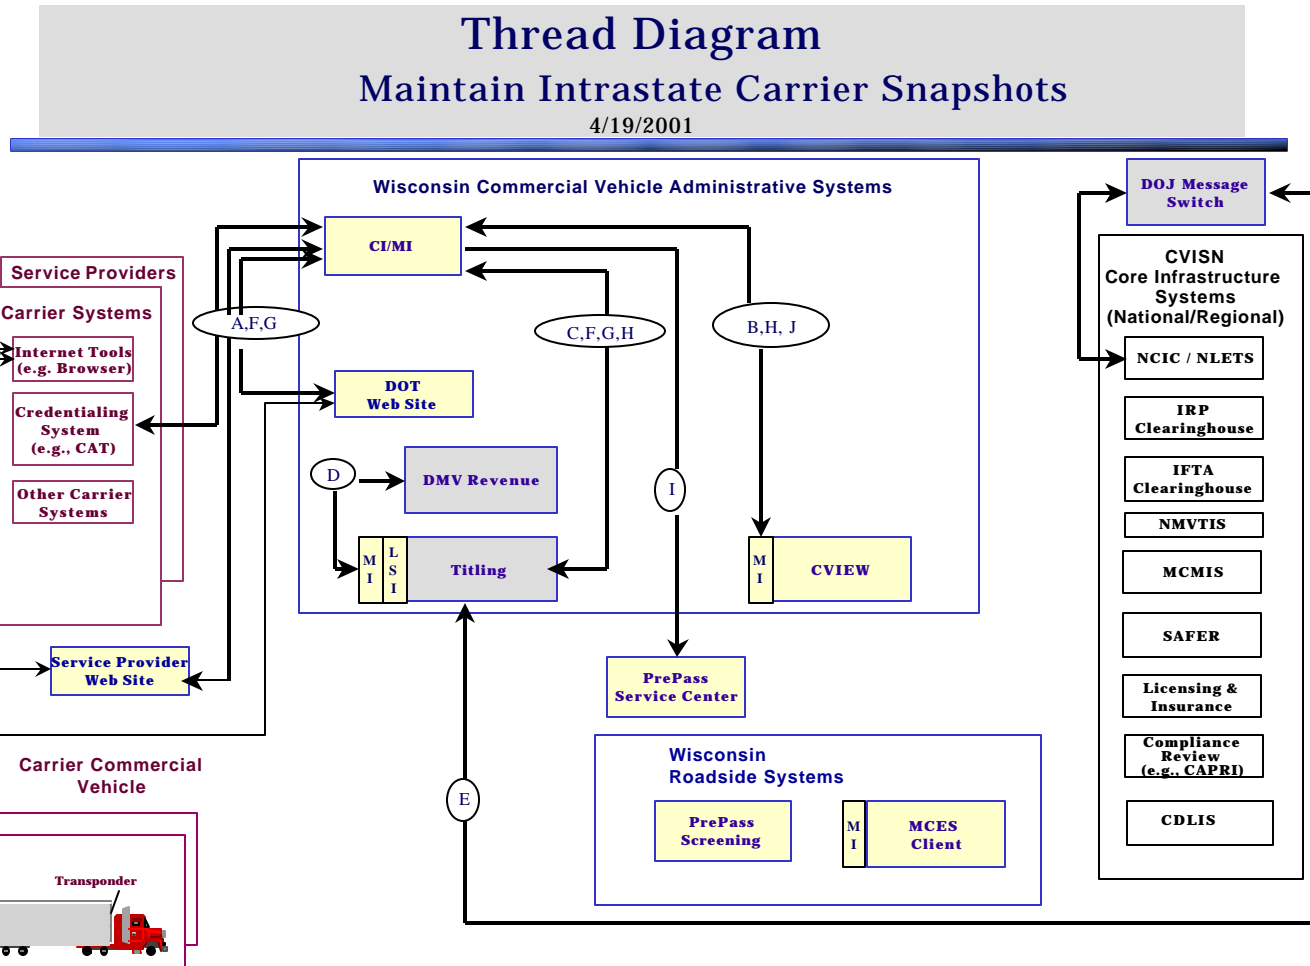 Thread Diagram
Maintain Intrastate Carrier Snapshots
4/19/2001
Wisconsin Commercial Vehicle Administrative Systems
CI/MI
DOJ Message
Switch
Service Providers
Carrier Systems
Internet Tools
(e.g. Browser)
Credentialing
System
(e.g., CAT)
Other Carrier
Systems
A,F,G
C,F,G,H
B,H, J
DOT
Web Site
D
DMV Revenue
I
M
I
L
S
I
Titling
M
I
CVIEW
Service Provider
Web Site
PrePass
Service Center
E
Wisconsin
Roadside Systems
PrePass
Screening
M
I
MCES
Client
CVISN
Core Infrastructure
Systems
(National/Regional)
NCIC / NLETS
IRP
Clearinghouse
IFTA
Clearinghouse
NMVTIS
MCMIS
SAFER
Licensing &
Insurance
Compliance
Review
(e.g., CAPRI)
CDLIS
Carrier Commercial
Vehicle
Transponder